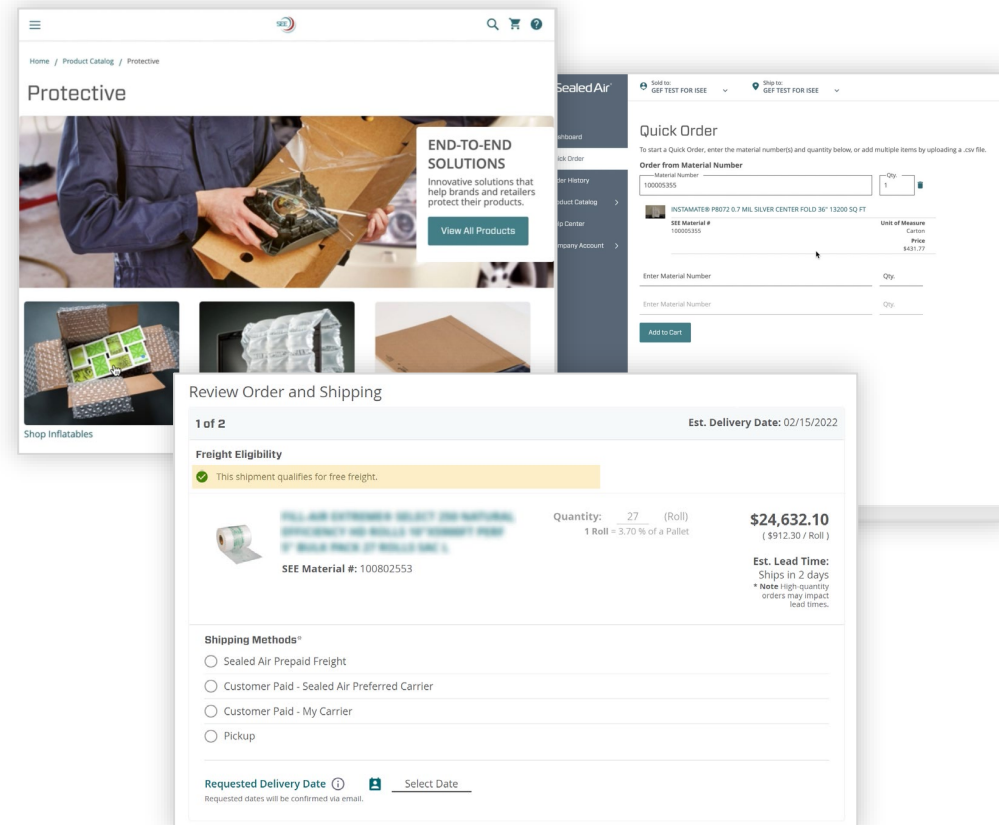 SEE
Home / Product Catalog / Protective
Protective
END-TO-END
SOLUTIONS
Innovative solutions that
help brands and retailers
protect their products.
View All Products
Shop Inflatables
Sealed Air
Sold to:
GEF TEST FOR ISEE
Ship to:
GEF TEST FOR ISEE
shboard
ick Order
der History
oduct Catalog
lp Center
mpany Account
Quick Order
To start a Quick Order, enter the material number(s) and quantity below, or add multiple items by uploading a .csv file.
Order from Material Number
Material Number
100005355
Qty.
1
INSTAMATE® P8072 0.7 MIL SILVER CENTER FOLD 36" 13200 SQ FT
SEE Material #
100005355
Unit of Measure
Carton
Price
$431.77
Enter Material Number
Qty.
Enter Material Number
Qty.
Add to Cart
Review Order and Shipping
1 of 2
Est. Delivery Date: 02/15/2022
Freight Eligibility
This shipment qualifies for free freight.
SEE Material #: 100802553
Quantity: 27 (Roll)
1 Roll = 3.70 % of a Pallet
$24,632.10
( $912.30 / Roll )
Est. Lead Time:
Ships in 2 days
* Note High-quantity
orders may impact
lead times.
Shipping Methods*
Sealed Air Prepaid Freight
Customer Paid - Sealed Air Preferred Carrier
Customer Paid - My Carrier
Pickup
Requested Delivery Date
Select Date
Requested dates will be confirmed via email.